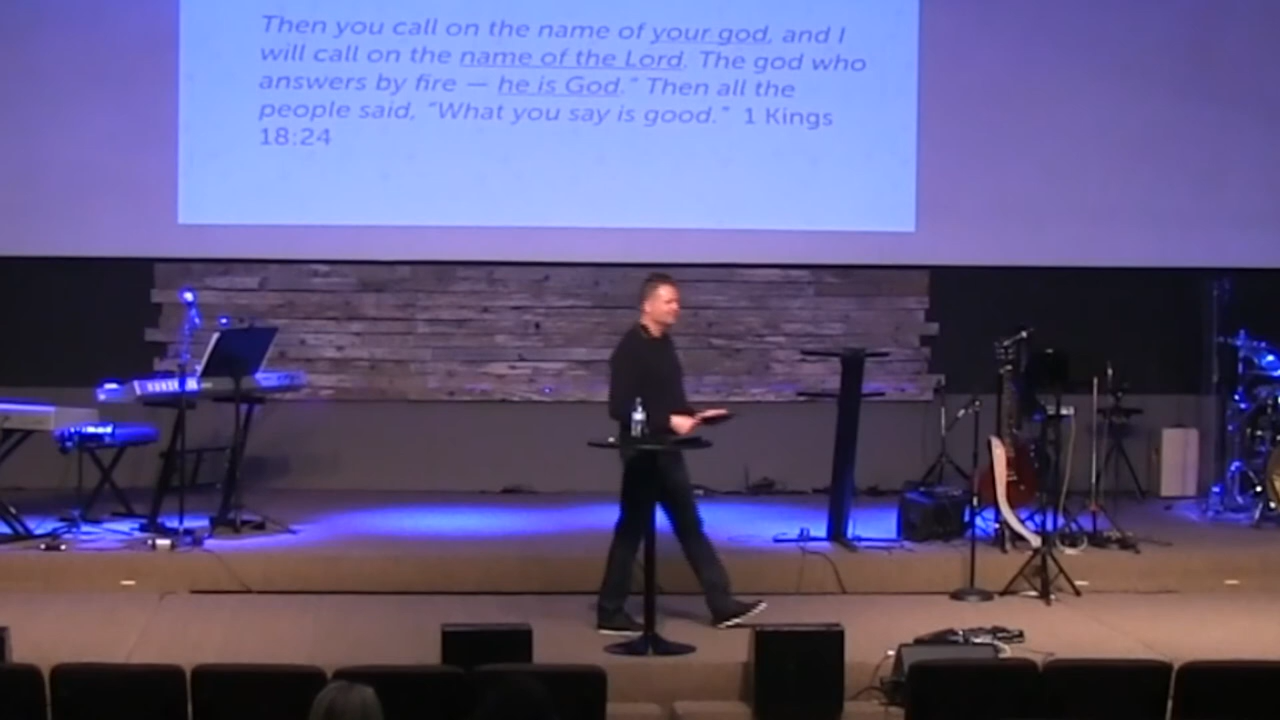 Then you call on the name of your god, and I
will call on the name of the Lord. The god who
answers by fire — he is God." Then all the
people said, "What you say is good." 1 Kings
18:24